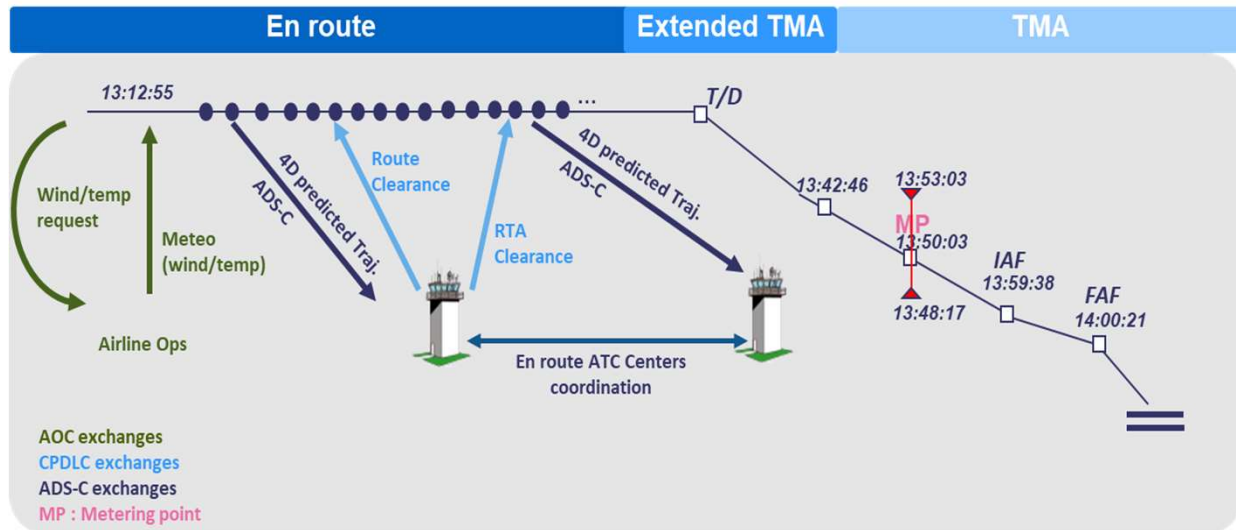 En route
Extended TMA
TMA
13:12:55
...
T/D
Wind/temp
request
Meteo
(wind/temp)
Airline Ops
4D predicted Traj.
ADS-C
Route
Clearance
RTA
Clearance
4D predicted Traj.
ADS-C
En route ATC Centers
coordination
13:42:46
13:53:03
MP
13:50:03
13:48:17
IAF
13:59:38
FAF
14:00:21
AOC exchanges
CPDLC exchanges
ADS-C exchanges
MP : Metering point